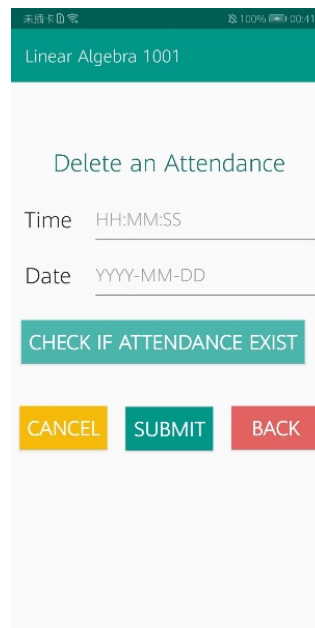 未插卡 100% 00:41
Linear Algebra 1001
Delete an Attendance
Time HH:MM:SS
Date YYYY-MM-DD
CHECK IF ATTENDANCE EXIST
CANCEL SUBMIT BACK